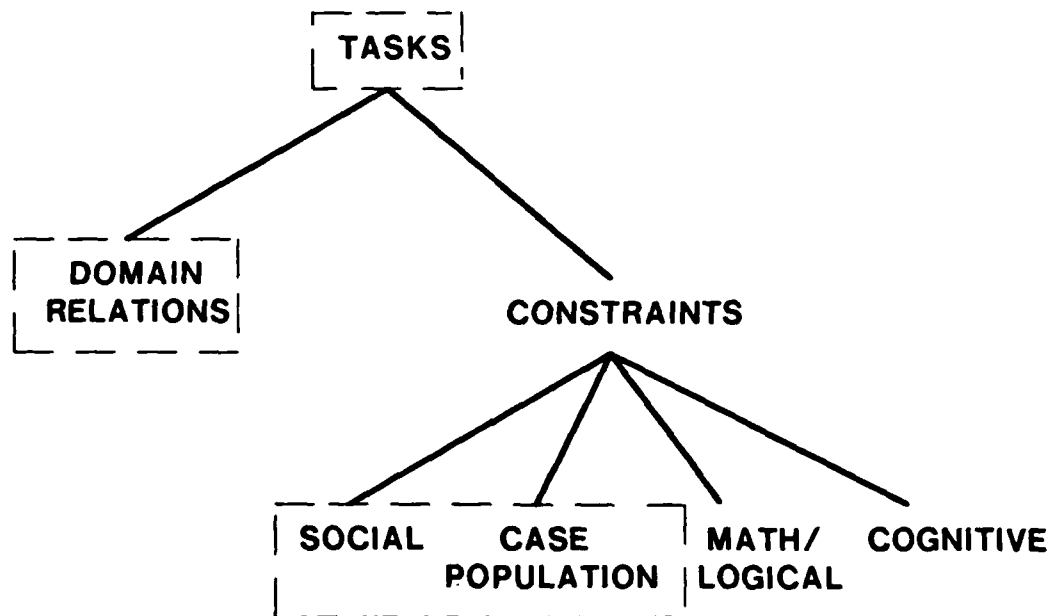 TASKS
DOMAIN
RELATIONS
CONSTRAINTS
SOCIAL
CASE
POPULATION
MATH/
LOGICAL
COGNITIVE